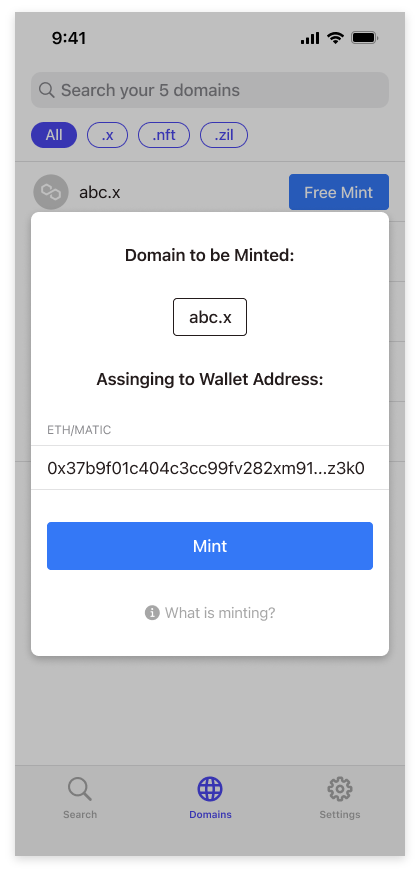 9:41
Search your 5 domains
All .x .nft .zil
abc.x Free Mint
Domain to be Minted:
abc.x
Assinging to Wallet Address:
ETH/MATIC
0x37b9f01c404c3cc99fv282xm91...z3k0
Mint
What is minting?
Search Domains Settings